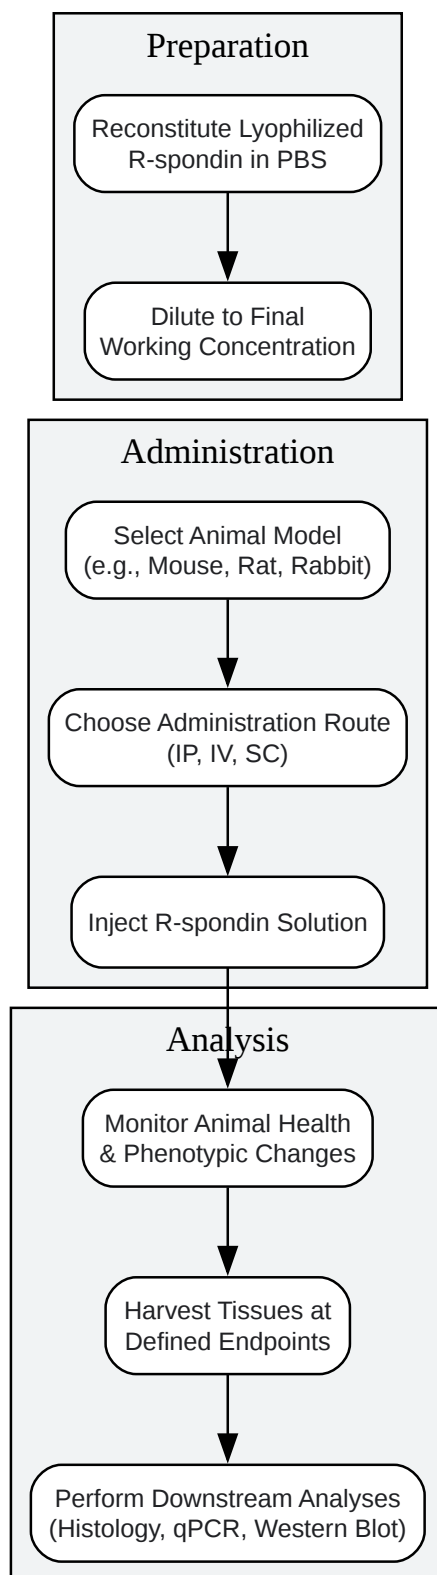 Preparation
Reconstitute Lyophilized
R-spondin in PBS
Dilute to Final
Working Concentration
Administration
Select Animal Model
(e.g., Mouse, Rat, Rabbit)
Choose Administration Route
(IP, IV, SC)
Inject R-spondin Solution
Analysis
Monitor Animal Health
& Phenotypic Changes
Harvest Tissues at
Defined Endpoints
Perform Downstream Analyses
(Histology, qPCR, Western Blot)